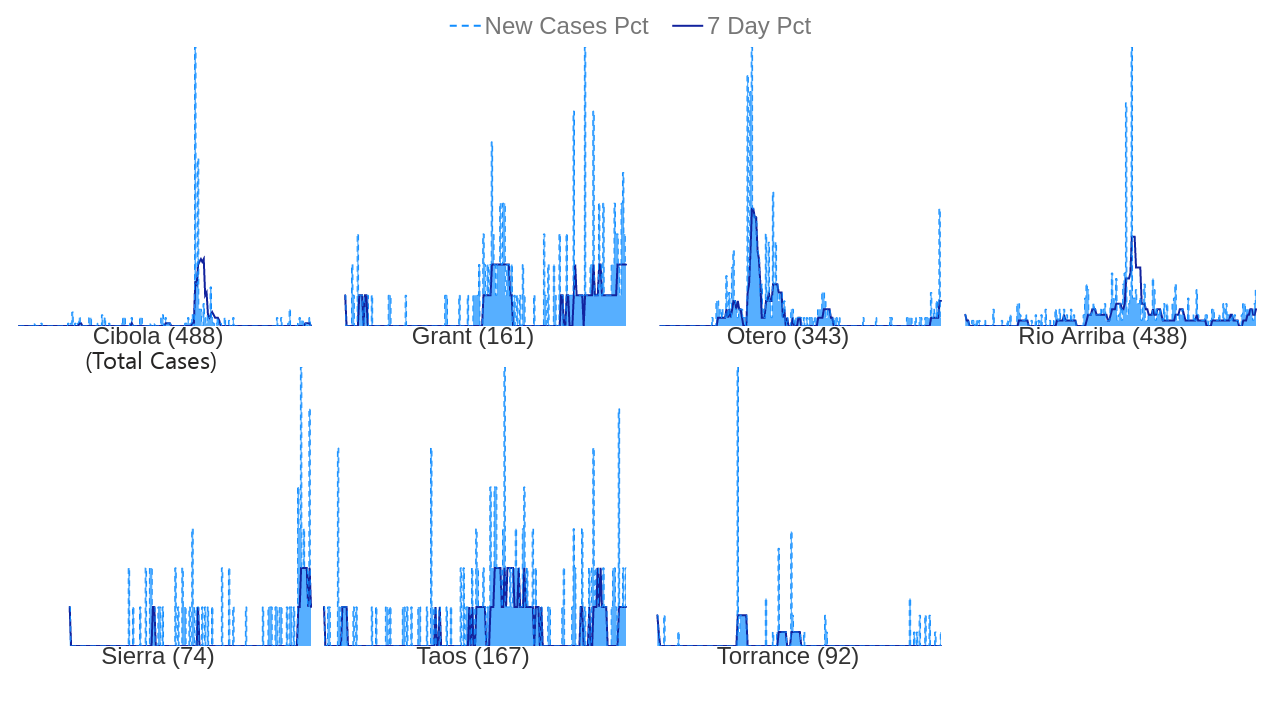 New Cases Pct 7 Day Pct
Cibola (488)
(Total Cases)
Grant (161)
Otero (343)
Rio Arriba (438)
Sierra (74)
Taos (167)
Torrance (92)